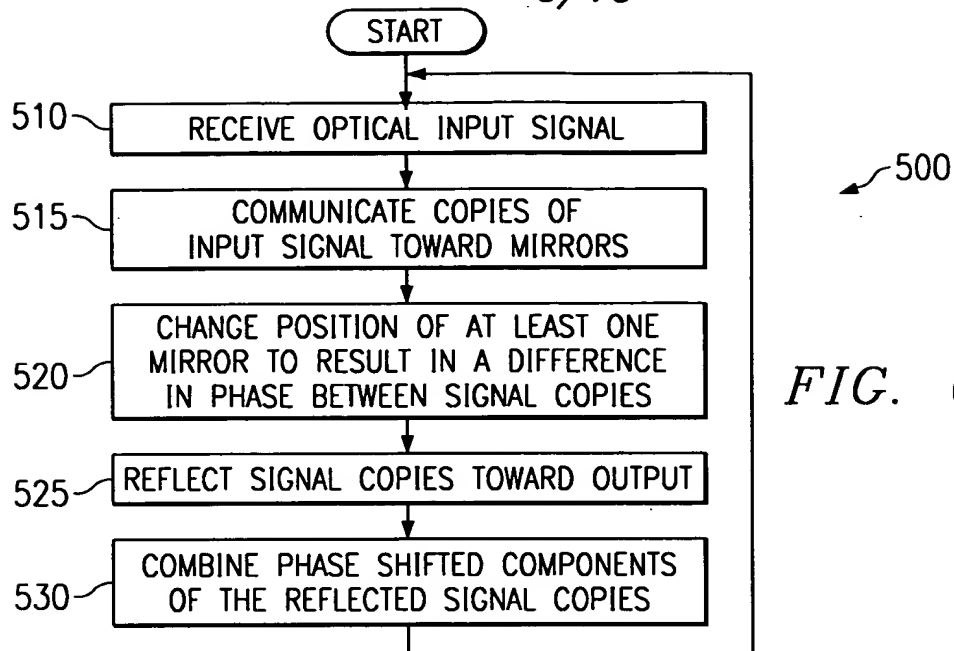 START
510
RECEIVE OPTICAL INPUT SIGNAL
500
515
COMMUNICATE COPIES OF
INPUT SIGNAL TOWARD MIRRORS
520
CHANGE POSITION OF AT LEAST ONE
MIRROR TO RESULT IN A DIFFERENCE
IN PHASE BETWEEN SIGNAL COPIES
FIG.
525
REFLECT SIGNAL COPIES TOWARD OUTPUT
530
COMBINE PHASE SHIFTED COMPONENTS
OF THE REFLECTED SIGNAL COPIES